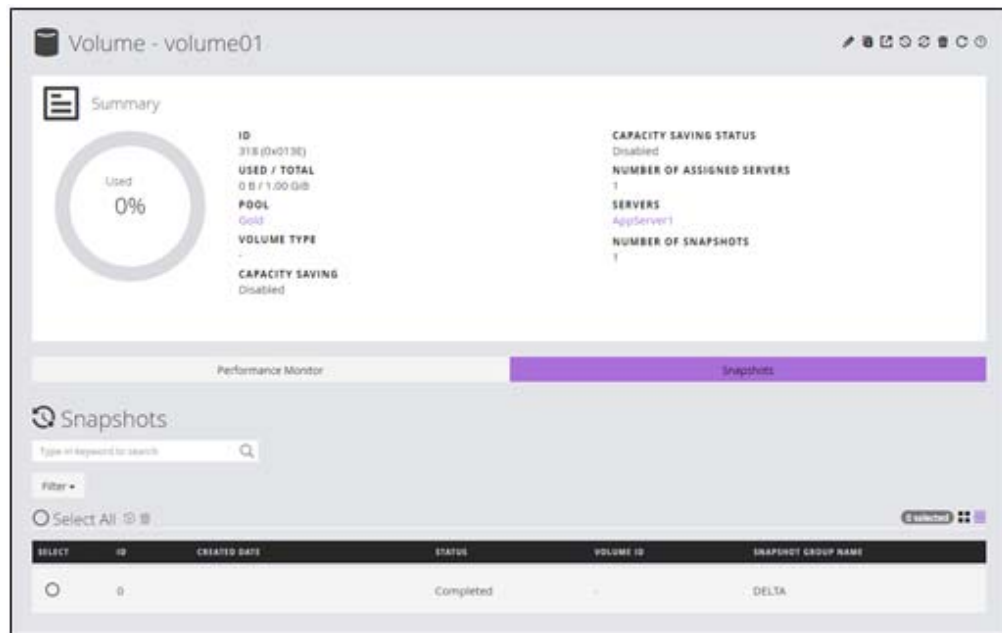 Volume - volume01
Summary
Used
0%
ID
318 (0x013E)
USED / TOTAL
0 B / 1.00 GiB
POOL
Gold
VOLUME TYPE
-
CAPACITY SAVING
Disabled
CAPACITY SAVING STATUS
Disabled
NUMBER OF ASSIGNED SERVERS
1
SERVERS
AppServer1
NUMBER OF SNAPSHOTS
1
Performance Monitor
Snapshots
Snapshots
Type in keyword to search
Filter
Select All
0 selected
SELECT ID CREATED DATE STATUS VOLUME ID SNAPSHOT GROUP NAME
0 Completed - DELTA